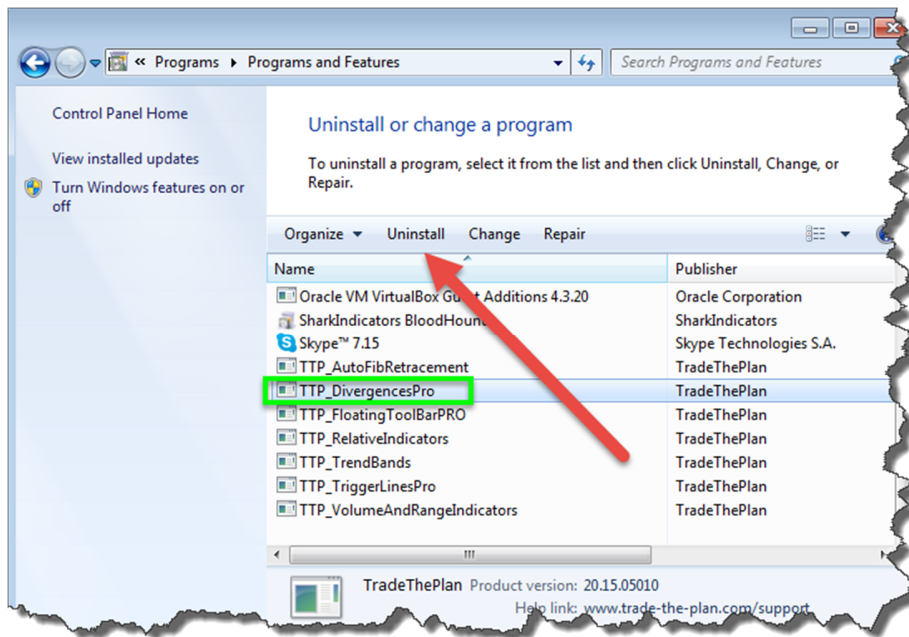 « Programs ▸ Programs and Features
Search Programs and Features
Control Panel Home
View installed updates
Turn Windows features on or
off
Uninstall or change a program
To uninstall a program, select it from the list and then click Uninstall, Change, or
Repair.
Organize Uninstall Change Repair
Name Publisher
Oracle VM VirtualBox Additions 4.3.20 Oracle Corporation
SharkIndicators SharkIndicators
Skype™ 7.15 Skype Technologies S.A.
TTP_AutoFibRetracement TradeThePlan
TTP_DivergencesPro TradeThePlan
TTP_FloatingToolBarPRO TradeThePlan
TTP_RelativeIndicators TradeThePlan
TTP_TrendBands TradeThePlan
TTP_TriggerLinesPro TradeThePlan
TTP_VolumeAndRangeIndicators TradeThePlan
TradeThePlan Product version: 20.15.05010
Help link: www.trade-the-plan.com/support